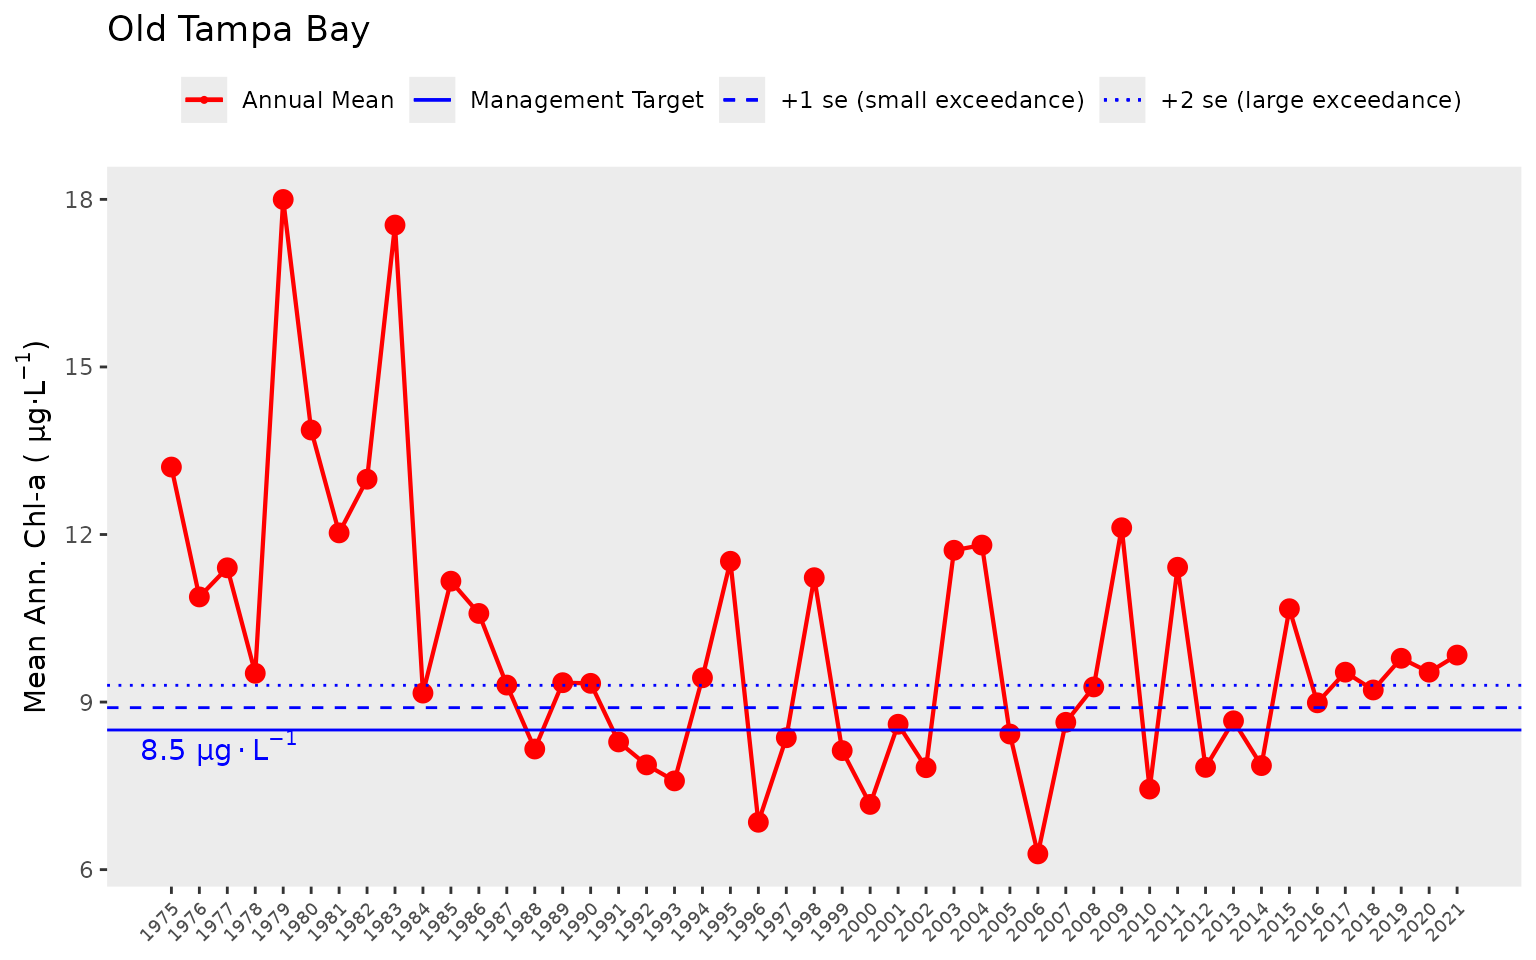 Old Tampa Bay
Annual Mean Management Target +1 se (small exceedance) +2 se (large exceedance)
Mean Ann. Chl-a ( µg·L⁻¹)
18
15
12
9
6
8.5 µg·L⁻¹
1975 1976 1977 1978 1979 1980 1981 1982 1983 1984 1985 1986 1987 1988 1989 1990 1991 1992 1993 1994 1995 1996 1997 1998 1999 2000 2001 2002 2003 2004 2005 2006 2007 2008 2009 2010 2011 2012 2013 2014 2015 2016 2017 2018 2019 2020 2021